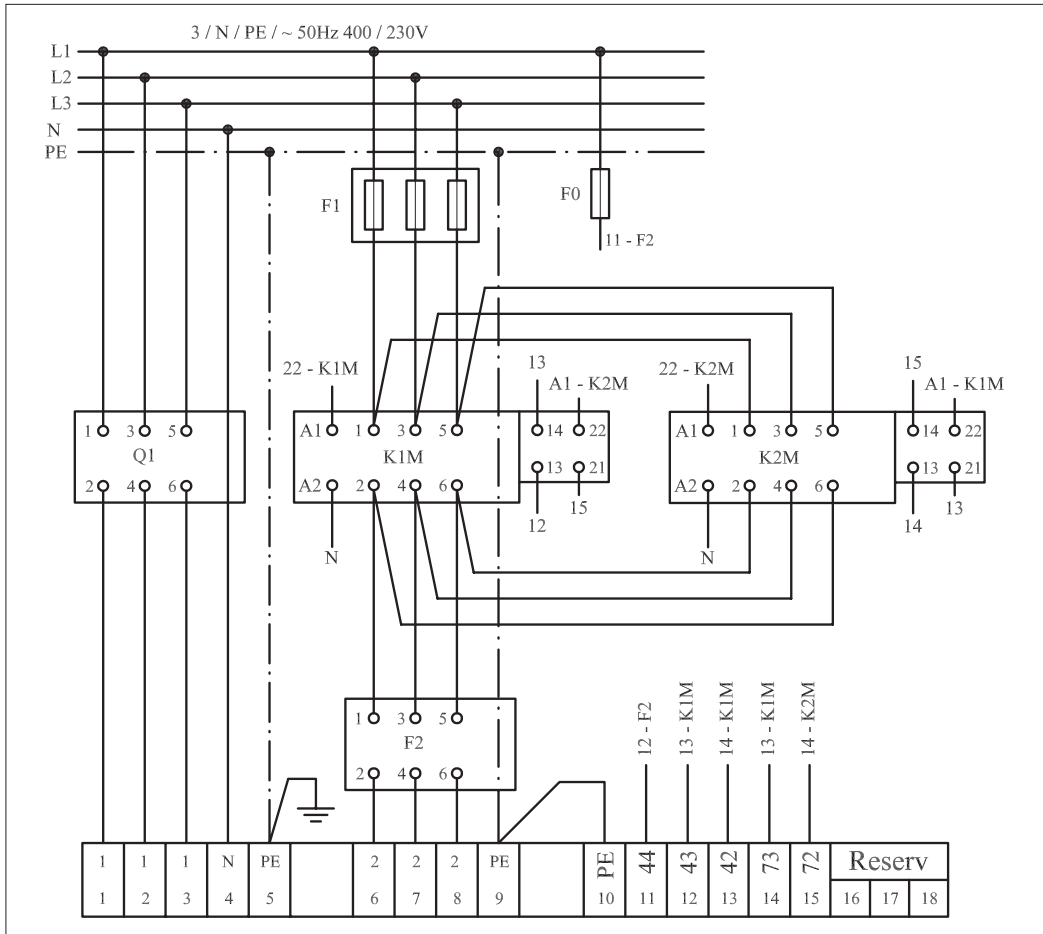 3 / N / PE / ~ 50Hz 400 / 230V
L1
L2
L3
N
PE
F1
F0
11 - F2
22 - K1M
13
A1 - K2M
22 - K2M
15
A1 - K1M
1 3 5
Q1
2 4 6
A1 1 3 5
K1M
A2 2 4 6
14 22
13 21
A1 1 3 5
K2M
A2 2 4 6
14 22
13 21
N
12
15
N
14
13
1 3 5
F2
2 4 6
12 - F2
13 - K1M
14 - K1M
13 - K1M
14 - K2M
1 1 1 N PE 2 2 2 PE PE 44 43 42 73 72 Reserv
1 2 3 4 5 6 7 8 9 10 11 12 13 14 15 16 17 18